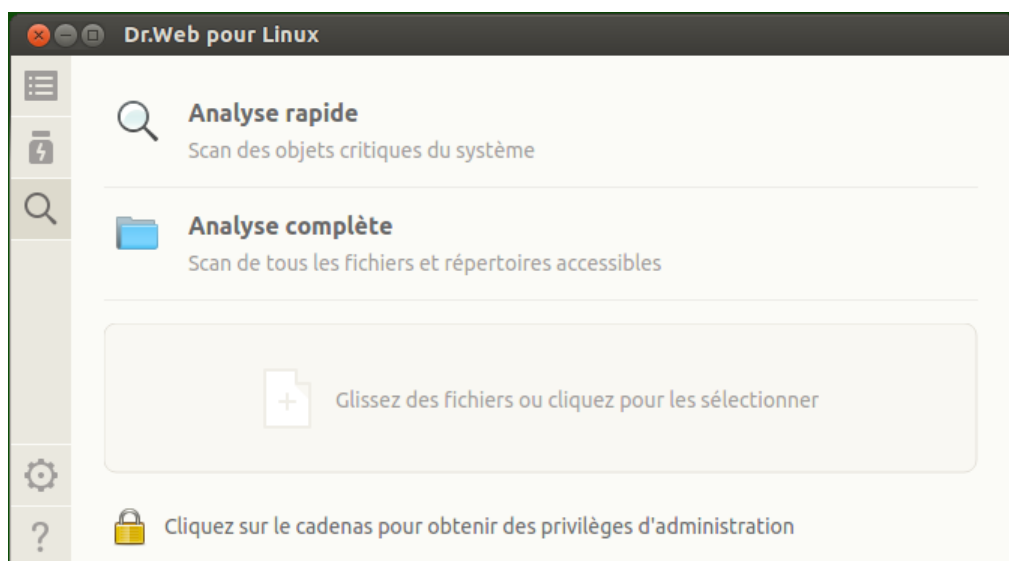 Dr.Web pour Linux
Analyse rapide
Scan des objets critiques du système
Analyse complète
Scan de tous les fichiers et répertoires accessibles
Glissez des fichiers ou cliquez pour les sélectionner
Cliquez sur le cadenas pour obtenir des privilèges d'administration